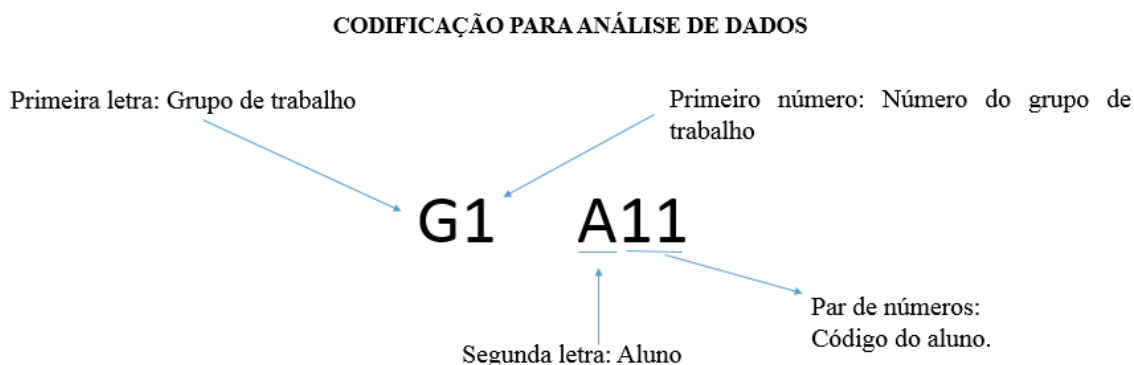 CODIFICAÇÃO PARA ANÁLISE DE DADOS
Primeira letra: Grupo de trabalho
Primeiro número: Número do grupo de
trabalho
G1 A11
Par de números:
Código do aluno.
Segunda letra: Aluno